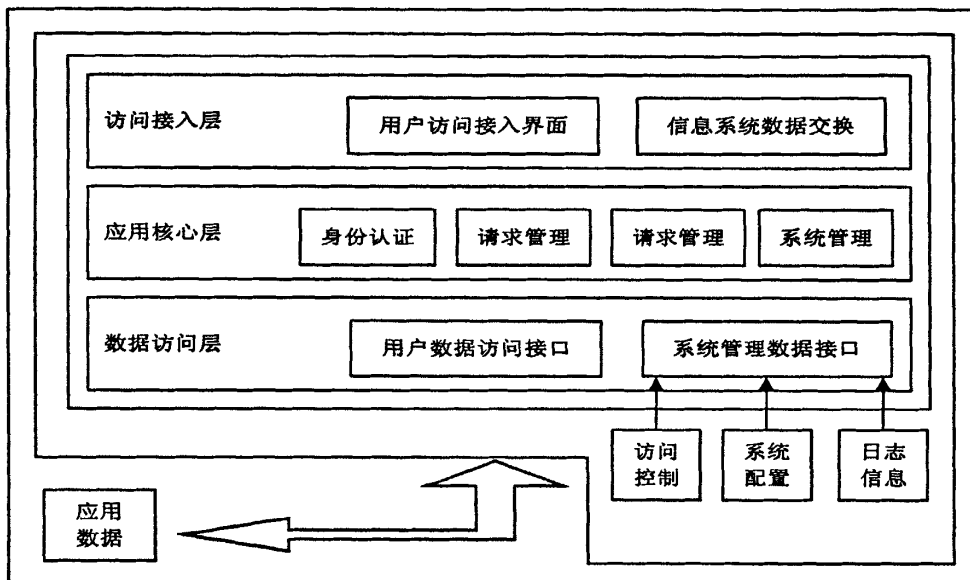 访问接入层
用户访问接入界面
信息系统数据交换
应用核心层
身份认证
请求管理
请求管理
系统管理
数据访问层
用户数据访问接口
系统管理数据接口
访问
控制
系统
配置
日志
信息
应用
数据